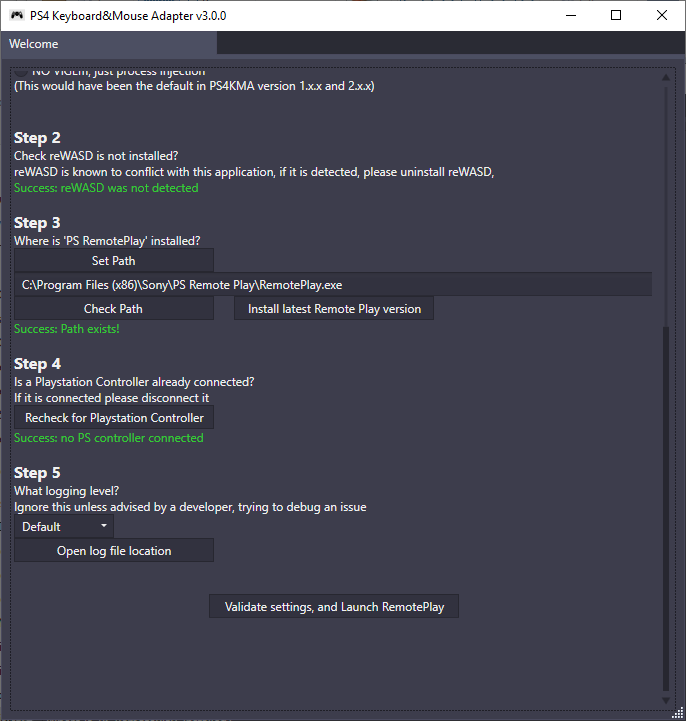 PS4 Keyboard&Mouse Adapter v3.0.0
Welcome
NO VIGEm, just process injection
(This would have been the default in PS4KMA version 1.x.x and 2.x.x)
Step 2
Check reWASD is not installed?
reWASD is known to conflict with this application, if it is detected, please uninstall reWASD,
Success: reWASD was not detected
Step 3
Where is 'PS RemotePlay' installed?
Set Path
C:\Program Files (x86)\Sony\PS Remote Play\RemotePlay.exe
Check Path
Install latest Remote Play version
Success: Path exists!
Step 4
Is a Playstation Controller already connected?
If it is connected please disconnect it
Recheck for Playstation Controller
Success: no PS controller connected
Step 5
What logging level?
Ignore this unless advised by a developer, trying to debug an issue
Default
Open log file location
Validate settings, and Launch RemotePlay